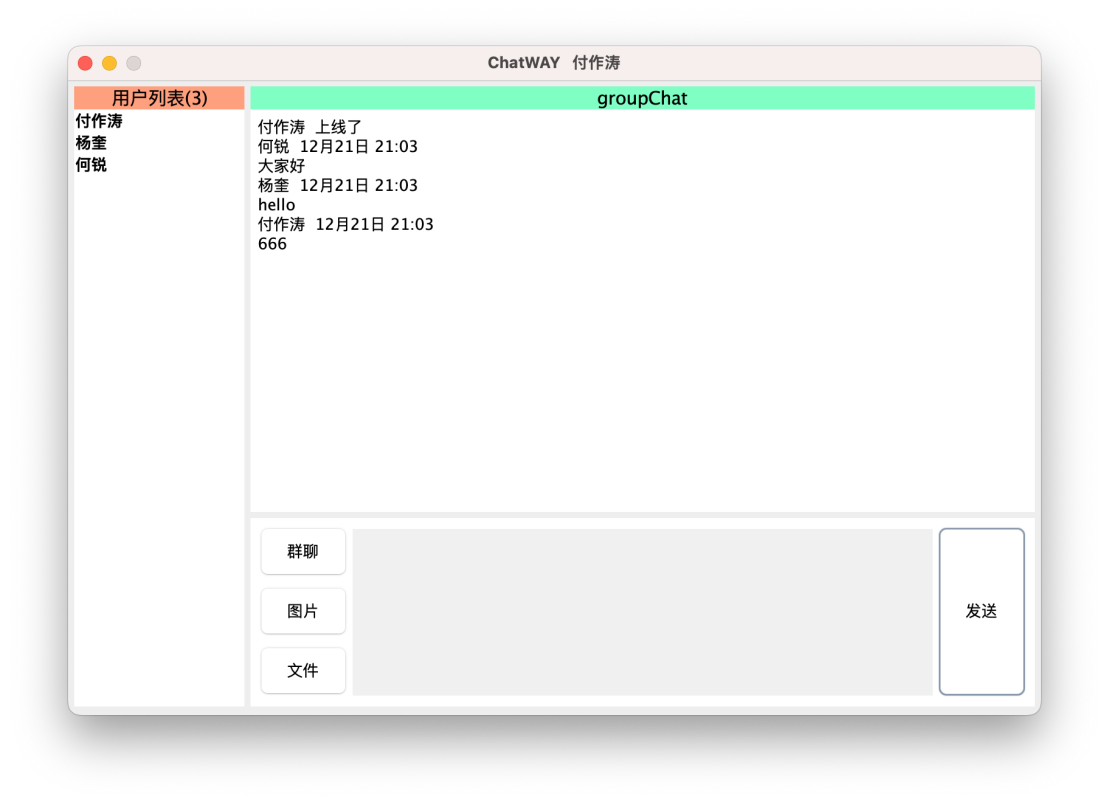 ChatWAY 付作涛
用户列表(3)
付作涛
杨奎
何锐
groupChat
付作涛 上线了
何锐 12月21日 21:03
大家好
杨奎 12月21日 21:03
hello
付作涛 12月21日 21:03
666
群聊
图片
文件
发送